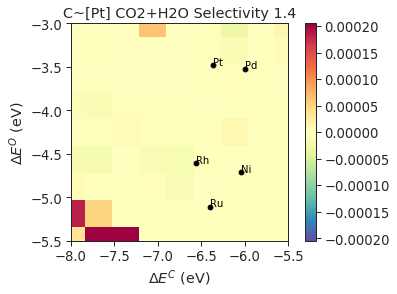 C~[Pt] CO2+H2O Selectivity 1.4
−3.0
−3.5
−4.0
−4.5
−5.0
−5.5
ΔE^O (eV)
Pt
Pd
Rh
Ni
Ru
−8.0 −7.5 −7.0 −6.5 −6.0 −5.5
ΔE^C (eV)
0.00020
0.00015
0.00010
0.00005
0.00000
−0.00005
−0.00010
−0.00015
−0.00020